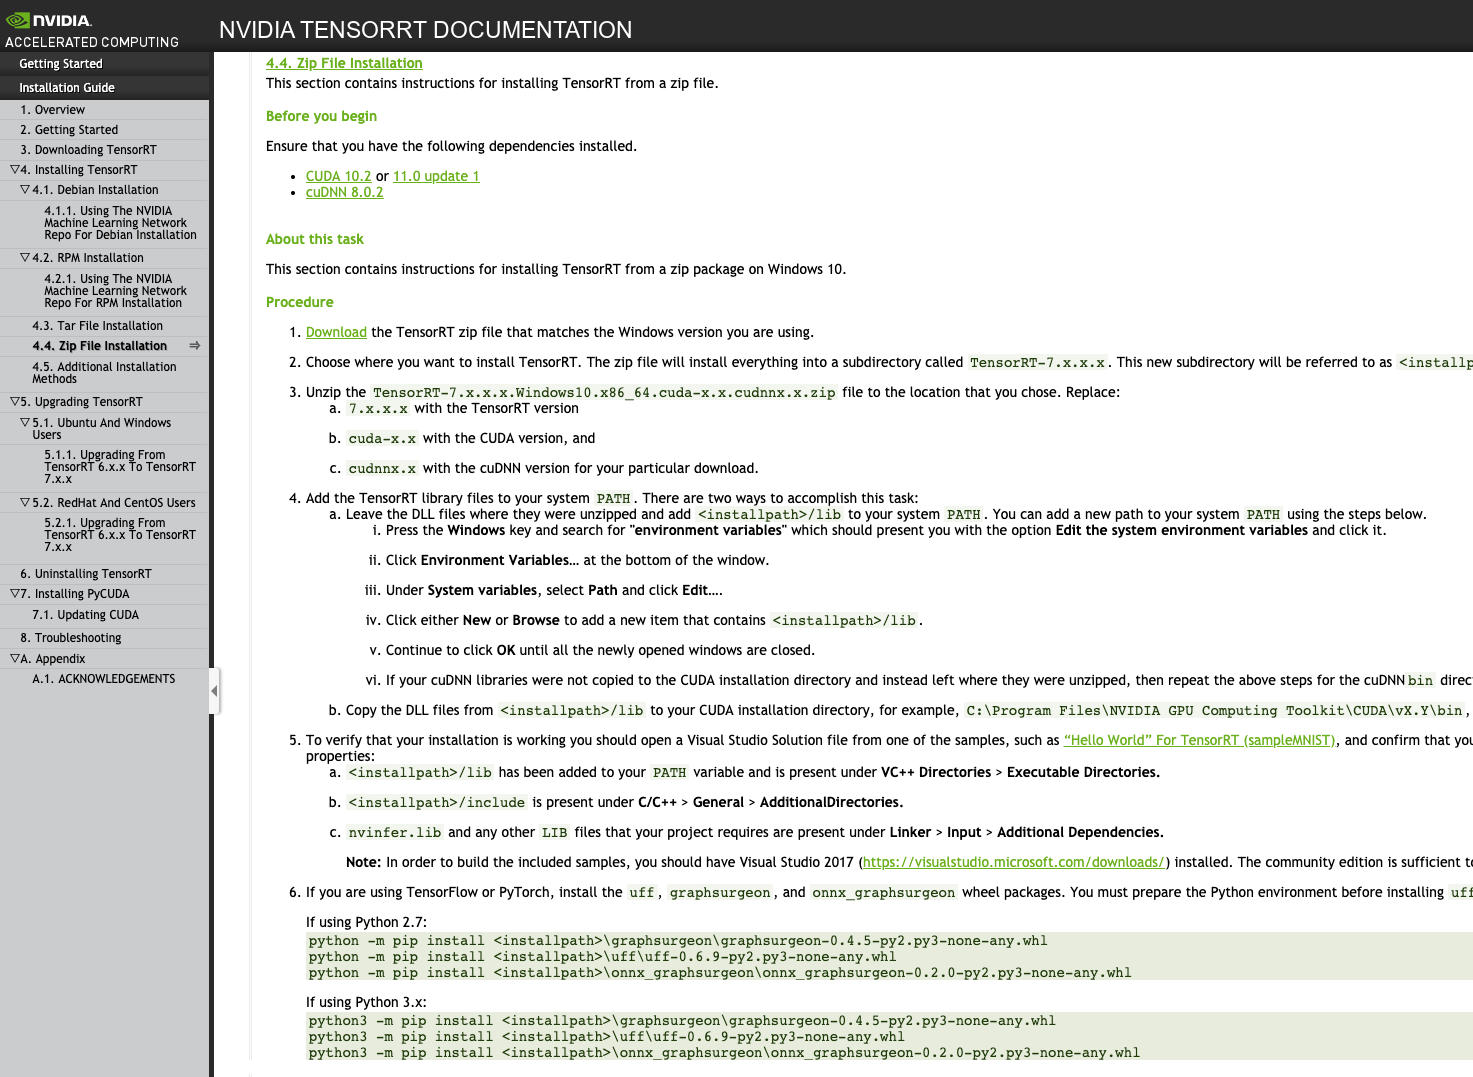 NVIDIA.
ACCELERATED COMPUTING
NVIDIA TENSORRT DOCUMENTATION
Getting Started
Installation Guide
1. Overview
2. Getting Started
3. Downloading TensorRT
▽4. Installing TensorRT
▽4.1. Debian Installation
4.1.1. Using The NVIDIA
Machine Learning Network
Repo For Debian Installation
▽4.2. RPM Installation
4.2.1. Using The NVIDIA
Machine Learning Network
Repo For RPM Installation
4.3. Tar File Installation
4.4. Zip File Installation ⇒
4.5. Additional Installation
Methods
▽5. Upgrading TensorRT
▽5.1. Ubuntu And Windows
Users
5.1.1. Upgrading From
TensorRT 6.x.x To TensorRT
7.x.x
▽5.2. RedHat And CentOS Users
5.2.1. Upgrading From
TensorRT 6.x.x To TensorRT
7.x.x
6. Uninstalling TensorRT
▽7. Installing PyCUDA
7.1. Updating CUDA
8. Troubleshooting
▽A. Appendix
A.1. ACKNOWLEDGEMENTS
4.4. Zip File Installation
This section contains instructions for installing TensorRT from a zip file.
Before you begin
Ensure that you have the following dependencies installed.
• CUDA 10.2 or 11.0 update 1
• cuDNN 8.0.2
About this task
This section contains instructions for installing TensorRT from a zip package on Windows 10.
Procedure
1. Download the TensorRT zip file that matches the Windows version you are using.
2. Choose where you want to install TensorRT. The zip file will install everything into a subdirectory called TensorRT-7.x.x.x. This new subdirectory will be referred to as <installp
3. Unzip the TensorRT-7.x.x.x.Windows10.x86_64.cuda-x.x.cudnnx.x.zip file to the location that you chose. Replace:
a. 7.x.x.x with the TensorRT version
b. cuda-x.x with the CUDA version, and
c. cudnnx.x with the cuDNN version for your particular download.
4. Add the TensorRT library files to your system PATH. There are two ways to accomplish this task:
a. Leave the DLL files where they were unzipped and add <installpath>/lib to your system PATH. You can add a new path to your system PATH using the steps below.
i. Press the Windows key and search for "environment variables" which should present you with the option Edit the system environment variables and click it.
ii. Click Environment Variables… at the bottom of the window.
iii. Under System variables, select Path and click Edit….
iv. Click either New or Browse to add a new item that contains <installpath>/lib.
v. Continue to click OK until all the newly opened windows are closed.
vi. If your cuDNN libraries were not copied to the CUDA installation directory and instead left where they were unzipped, then repeat the above steps for the cuDNN bin direc
b. Copy the DLL files from <installpath>/lib to your CUDA installation directory, for example, C:\Program Files\NVIDIA GPU Computing Toolkit\CUDA\vX.Y\bin,
5. To verify that your installation is working you should open a Visual Studio Solution file from one of the samples, such as “Hello World” For TensorRT (sampleMNIST), and confirm that you
properties:
a. <installpath>/lib has been added to your PATH variable and is present under VC++ Directories > Executable Directories.
b. <installpath>/include is present under C/C++ > General > AdditionalDirectories.
c. nvinfer.lib and any other LIB files that your project requires are present under Linker > Input > Additional Dependencies.
Note: In order to build the included samples, you should have Visual Studio 2017 (https://visualstudio.microsoft.com/downloads/) installed. The community edition is sufficient to
6. If you are using TensorFlow or PyTorch, install the uff, graphsurgeon, and onnx_graphsurgeon wheel packages. You must prepare the Python environment before installing uff
If using Python 2.7:
python -m pip install <installpath>\graphsurgeon\graphsurgeon-0.4.5-py2.py3-none-any.whl
python -m pip install <installpath>\uff\uff-0.6.9-py2.py3-none-any.whl
python -m pip install <installpath>\onnx_graphsurgeon\onnx_graphsurgeon-0.2.0-py2.py3-none-any.whl
If using Python 3.x:
python3 -m pip install <installpath>\graphsurgeon\graphsurgeon-0.4.5-py2.py3-none-any.whl
python3 -m pip install <installpath>\uff\uff-0.6.9-py2.py3-none-any.whl
python3 -m pip install <installpath>\onnx_graphsurgeon\onnx_graphsurgeon-0.2.0-py2.py3-none-any.whl